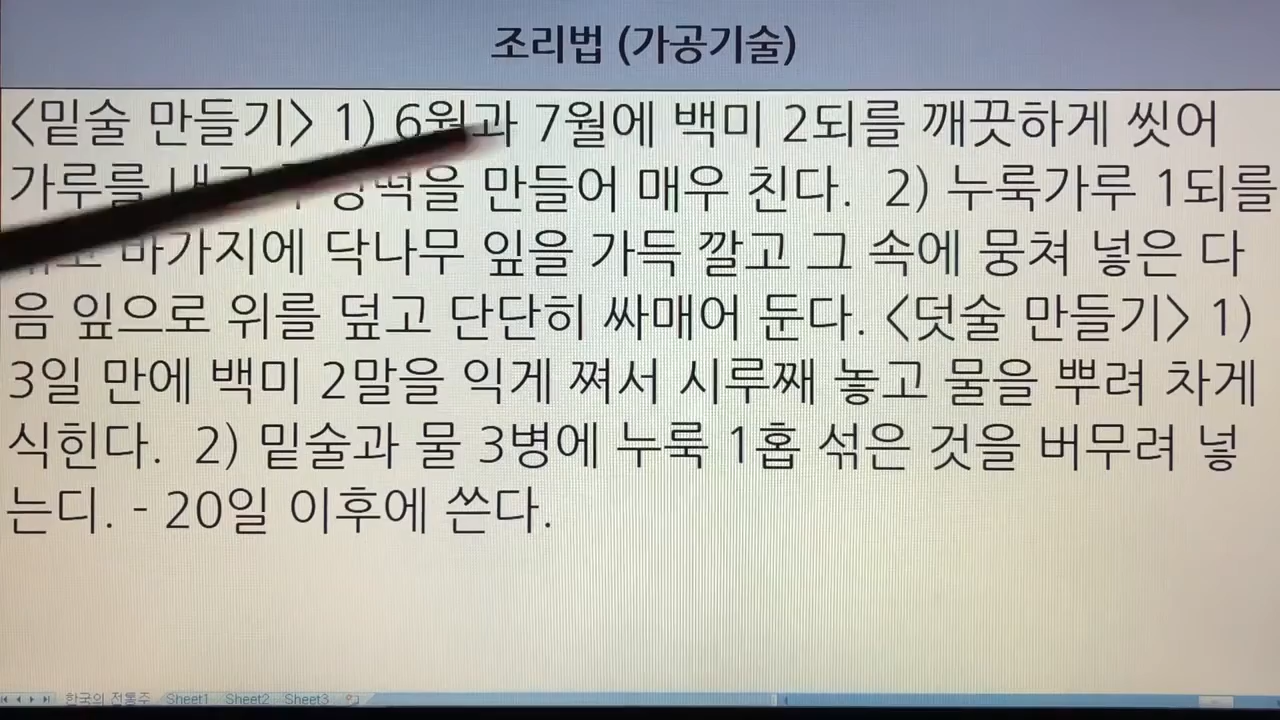 조리법 (가공기술)
<밑술 만들기> 1) 6월과 7월에 백미 2되를 깨끗하게 씻어
가루를 만들어 매우 친다. 2) 누룩가루 1되를
바가지에 닥나무 잎을 가득 깔고 그 속에 뭉쳐 넣은 다
음 잎으로 위를 덮고 단단히 싸매어 둔다. <덧술 만들기> 1)
3일 만에 백미 2말을 익게 쪄서 시루째 놓고 물을 뿌려 차게
식힌다. 2) 밑술과 물 3병에 누룩 1홉 섞은 것을 버무려 넣
는디. - 20일 이후에 쓴다.
한국의 전통주 Sheet1 Sheet2 Sheet3